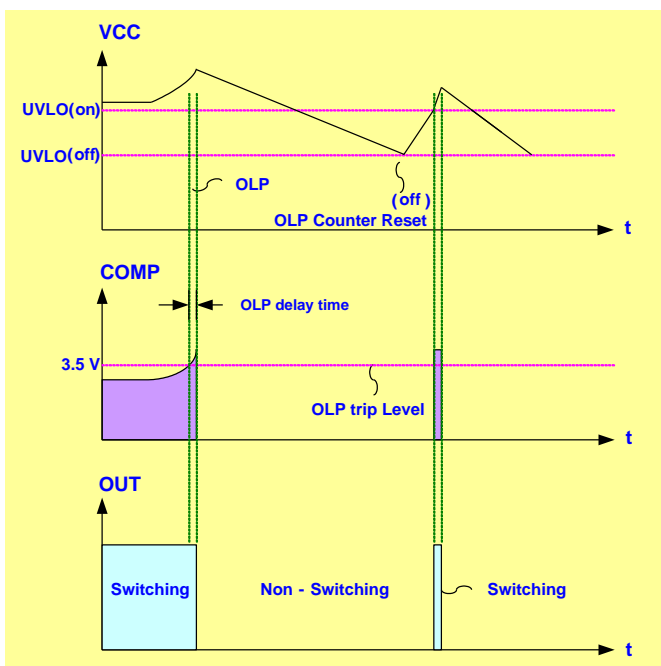 VCC
UVLO(on)
UVLO(off)
OLP
(off)
OLP Counter Reset
t
COMP
OLP delay time
3.5 V
OLP trip Level
t
OUT
Switching
Non - Switching
Switching
t